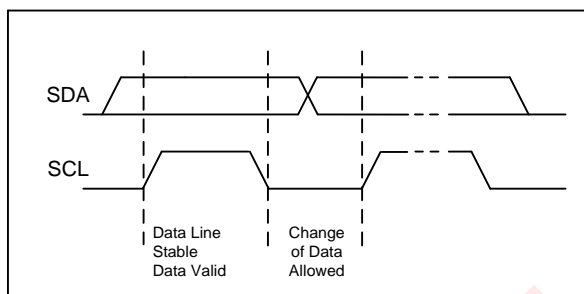 SDA
SCL
Data Line
Stable
Data Valid
Change
of Data
Allowed